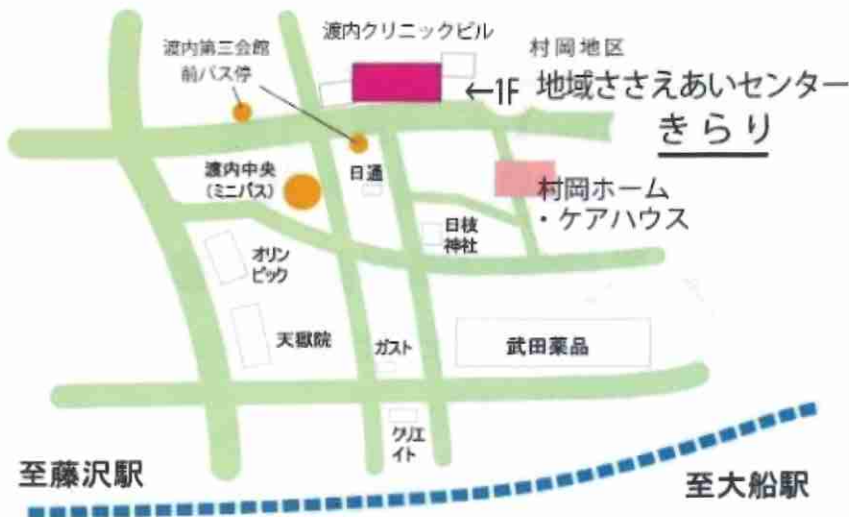 渡内クリニックビル
渡内第三会館
前バス停
村岡地区
←1F 地域ささえあいセンター
きらり
渡内中央
(ミニバス)
日通
村岡ホーム
・ケアハウス
日枝
神社
オリン
ピック
天嶽院
ガスト
武田薬品
クリエ
イト
至藤沢駅
至大船駅